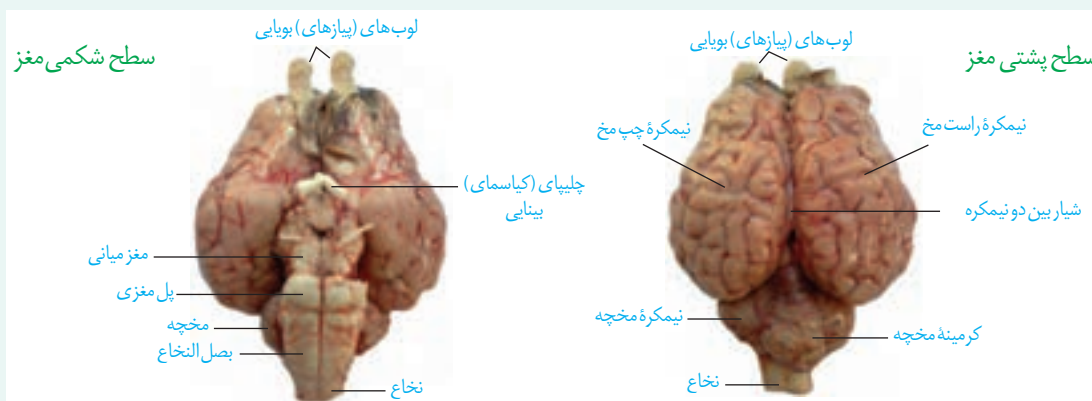 سطح پشتی مغز
لوب‌های (پیازهای) بویایی
نیمکرهٔ راست مخ
نیمکرهٔ چپ مخ
شیار بین دو نیمکره
نیمکرهٔ مخچه
کرمینهٔ مخچه
نخاع
سطح شکمی مغز
لوب‌های (پیازهای) بویایی
چلیپای (کیاسمای)
بینایی
مغز میانی
پل مغزی
مخچه
بصل النخاع
نخاع